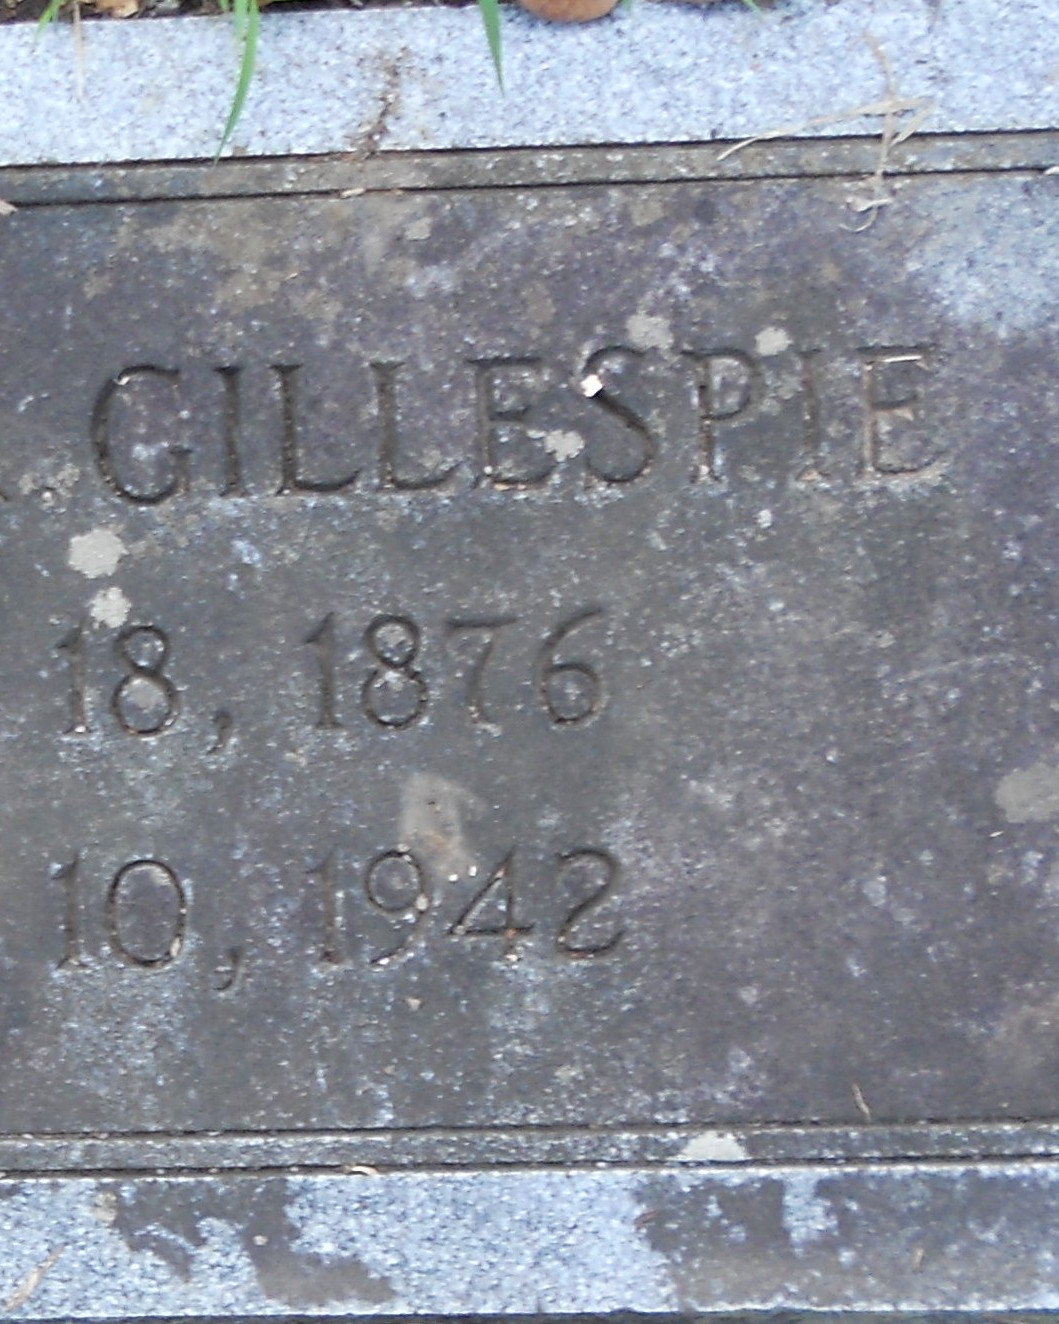 . GILLESPIE
18, 1876
10, 1942